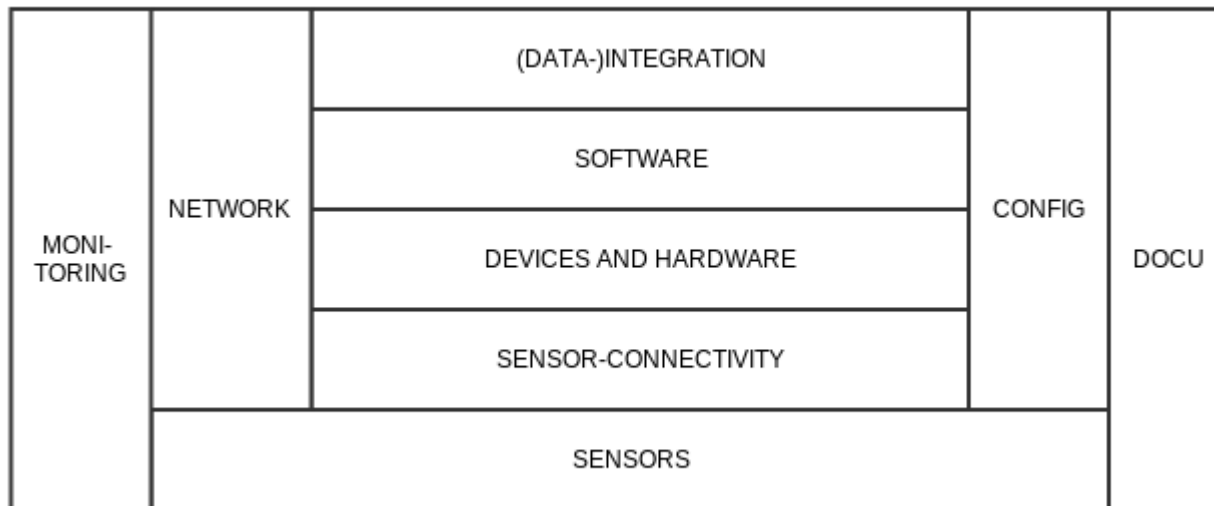 (DATA-)INTEGRATION
SOFTWARE
NETWORK
CONFIG
MONI-
TORING
DEVICES AND HARDWARE
DOCU
SENSOR-CONNECTIVITY
SENSORS